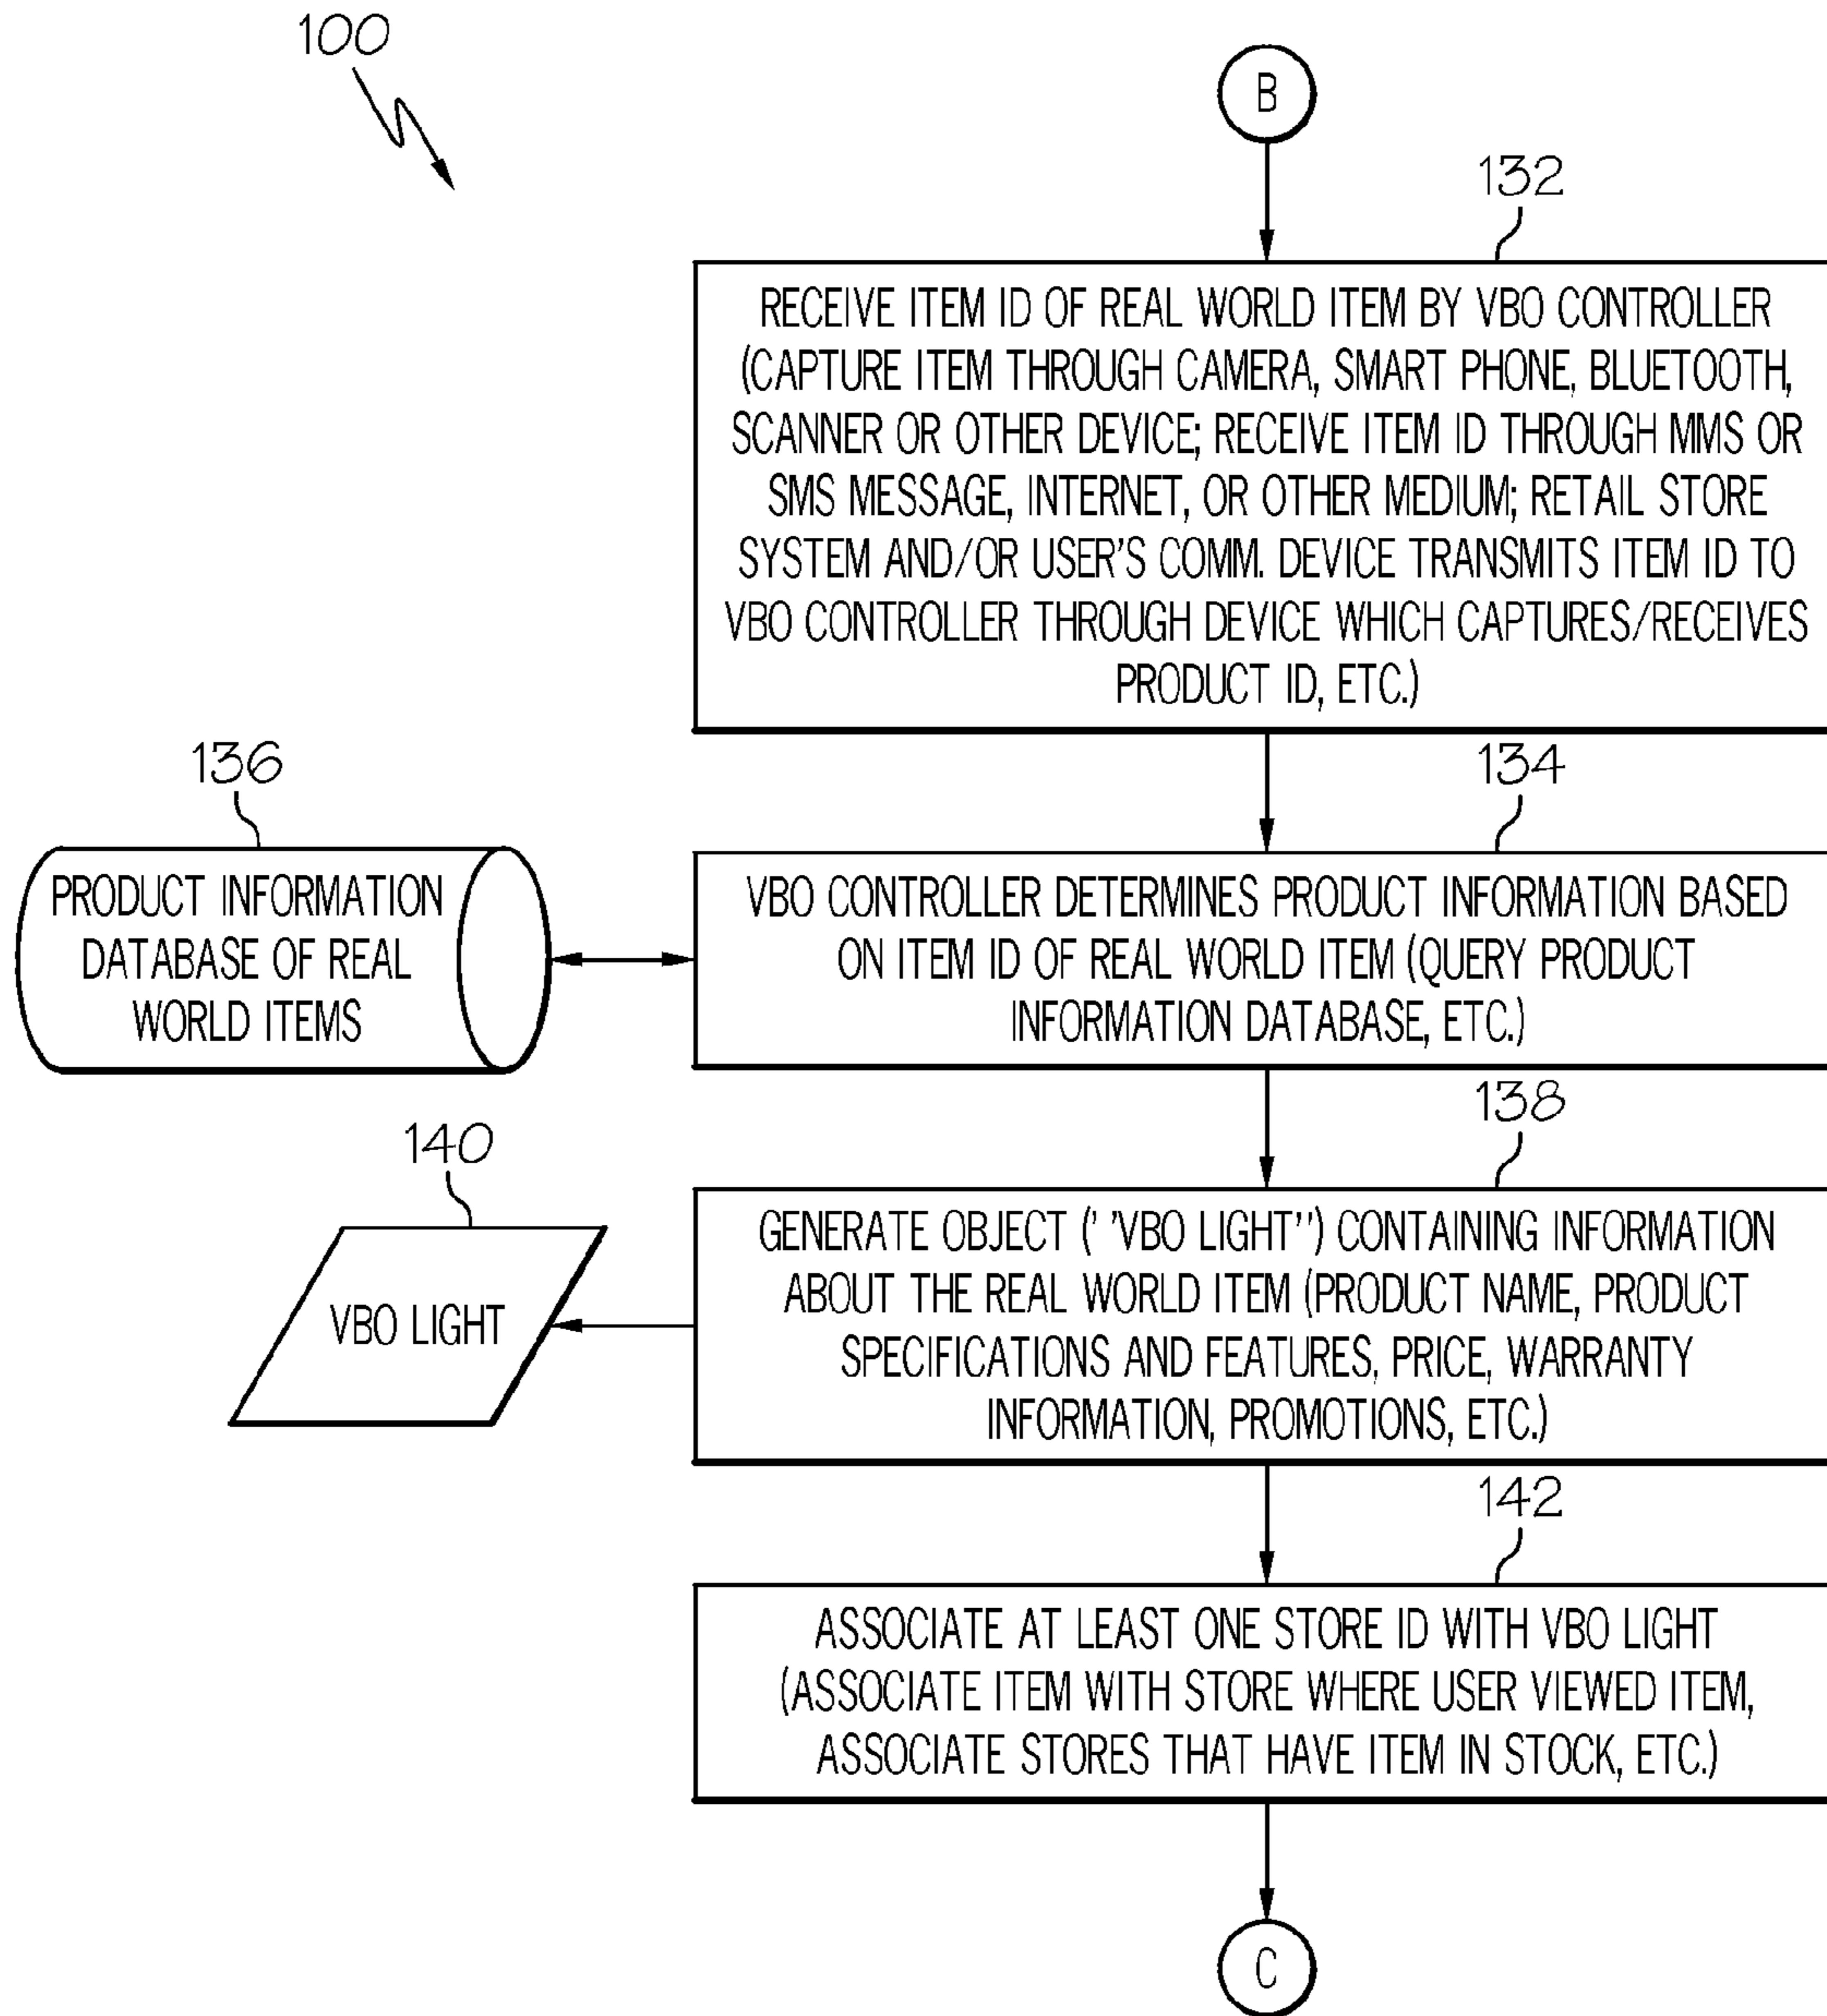 100
B
132
RECEIVE ITEM ID OF REAL WORLD ITEM BY VBO CONTROLLER
(CAPTURE ITEM THROUGH CAMERA, SMART PHONE, BLUETOOTH,
SCANNER OR OTHER DEVICE; RECEIVE ITEM ID THROUGH MMS OR
SMS MESSAGE, INTERNET, OR OTHER MEDIUM; RETAIL STORE
SYSTEM AND/OR USER'S COMM. DEVICE TRANSMITS ITEM ID TO
VBO CONTROLLER THROUGH DEVICE WHICH CAPTURES/RECEIVES
PRODUCT ID, ETC.)
136
PRODUCT INFORMATION
DATABASE OF REAL
WORLD ITEMS
134
VBO CONTROLLER DETERMINES PRODUCT INFORMATION BASED
ON ITEM ID OF REAL WORLD ITEM (QUERY PRODUCT
INFORMATION DATABASE, ETC.)
140
VBO LIGHT
138
GENERATE OBJECT (' 'VBO LIGHT'') CONTAINING INFORMATION
ABOUT THE REAL WORLD ITEM (PRODUCT NAME, PRODUCT
SPECIFICATIONS AND FEATURES, PRICE, WARRANTY
INFORMATION, PROMOTIONS, ETC.)
142
ASSOCIATE AT LEAST ONE STORE ID WITH VBO LIGHT
(ASSOCIATE ITEM WITH STORE WHERE USER VIEWED ITEM,
ASSOCIATE STORES THAT HAVE ITEM IN STOCK, ETC.)
C